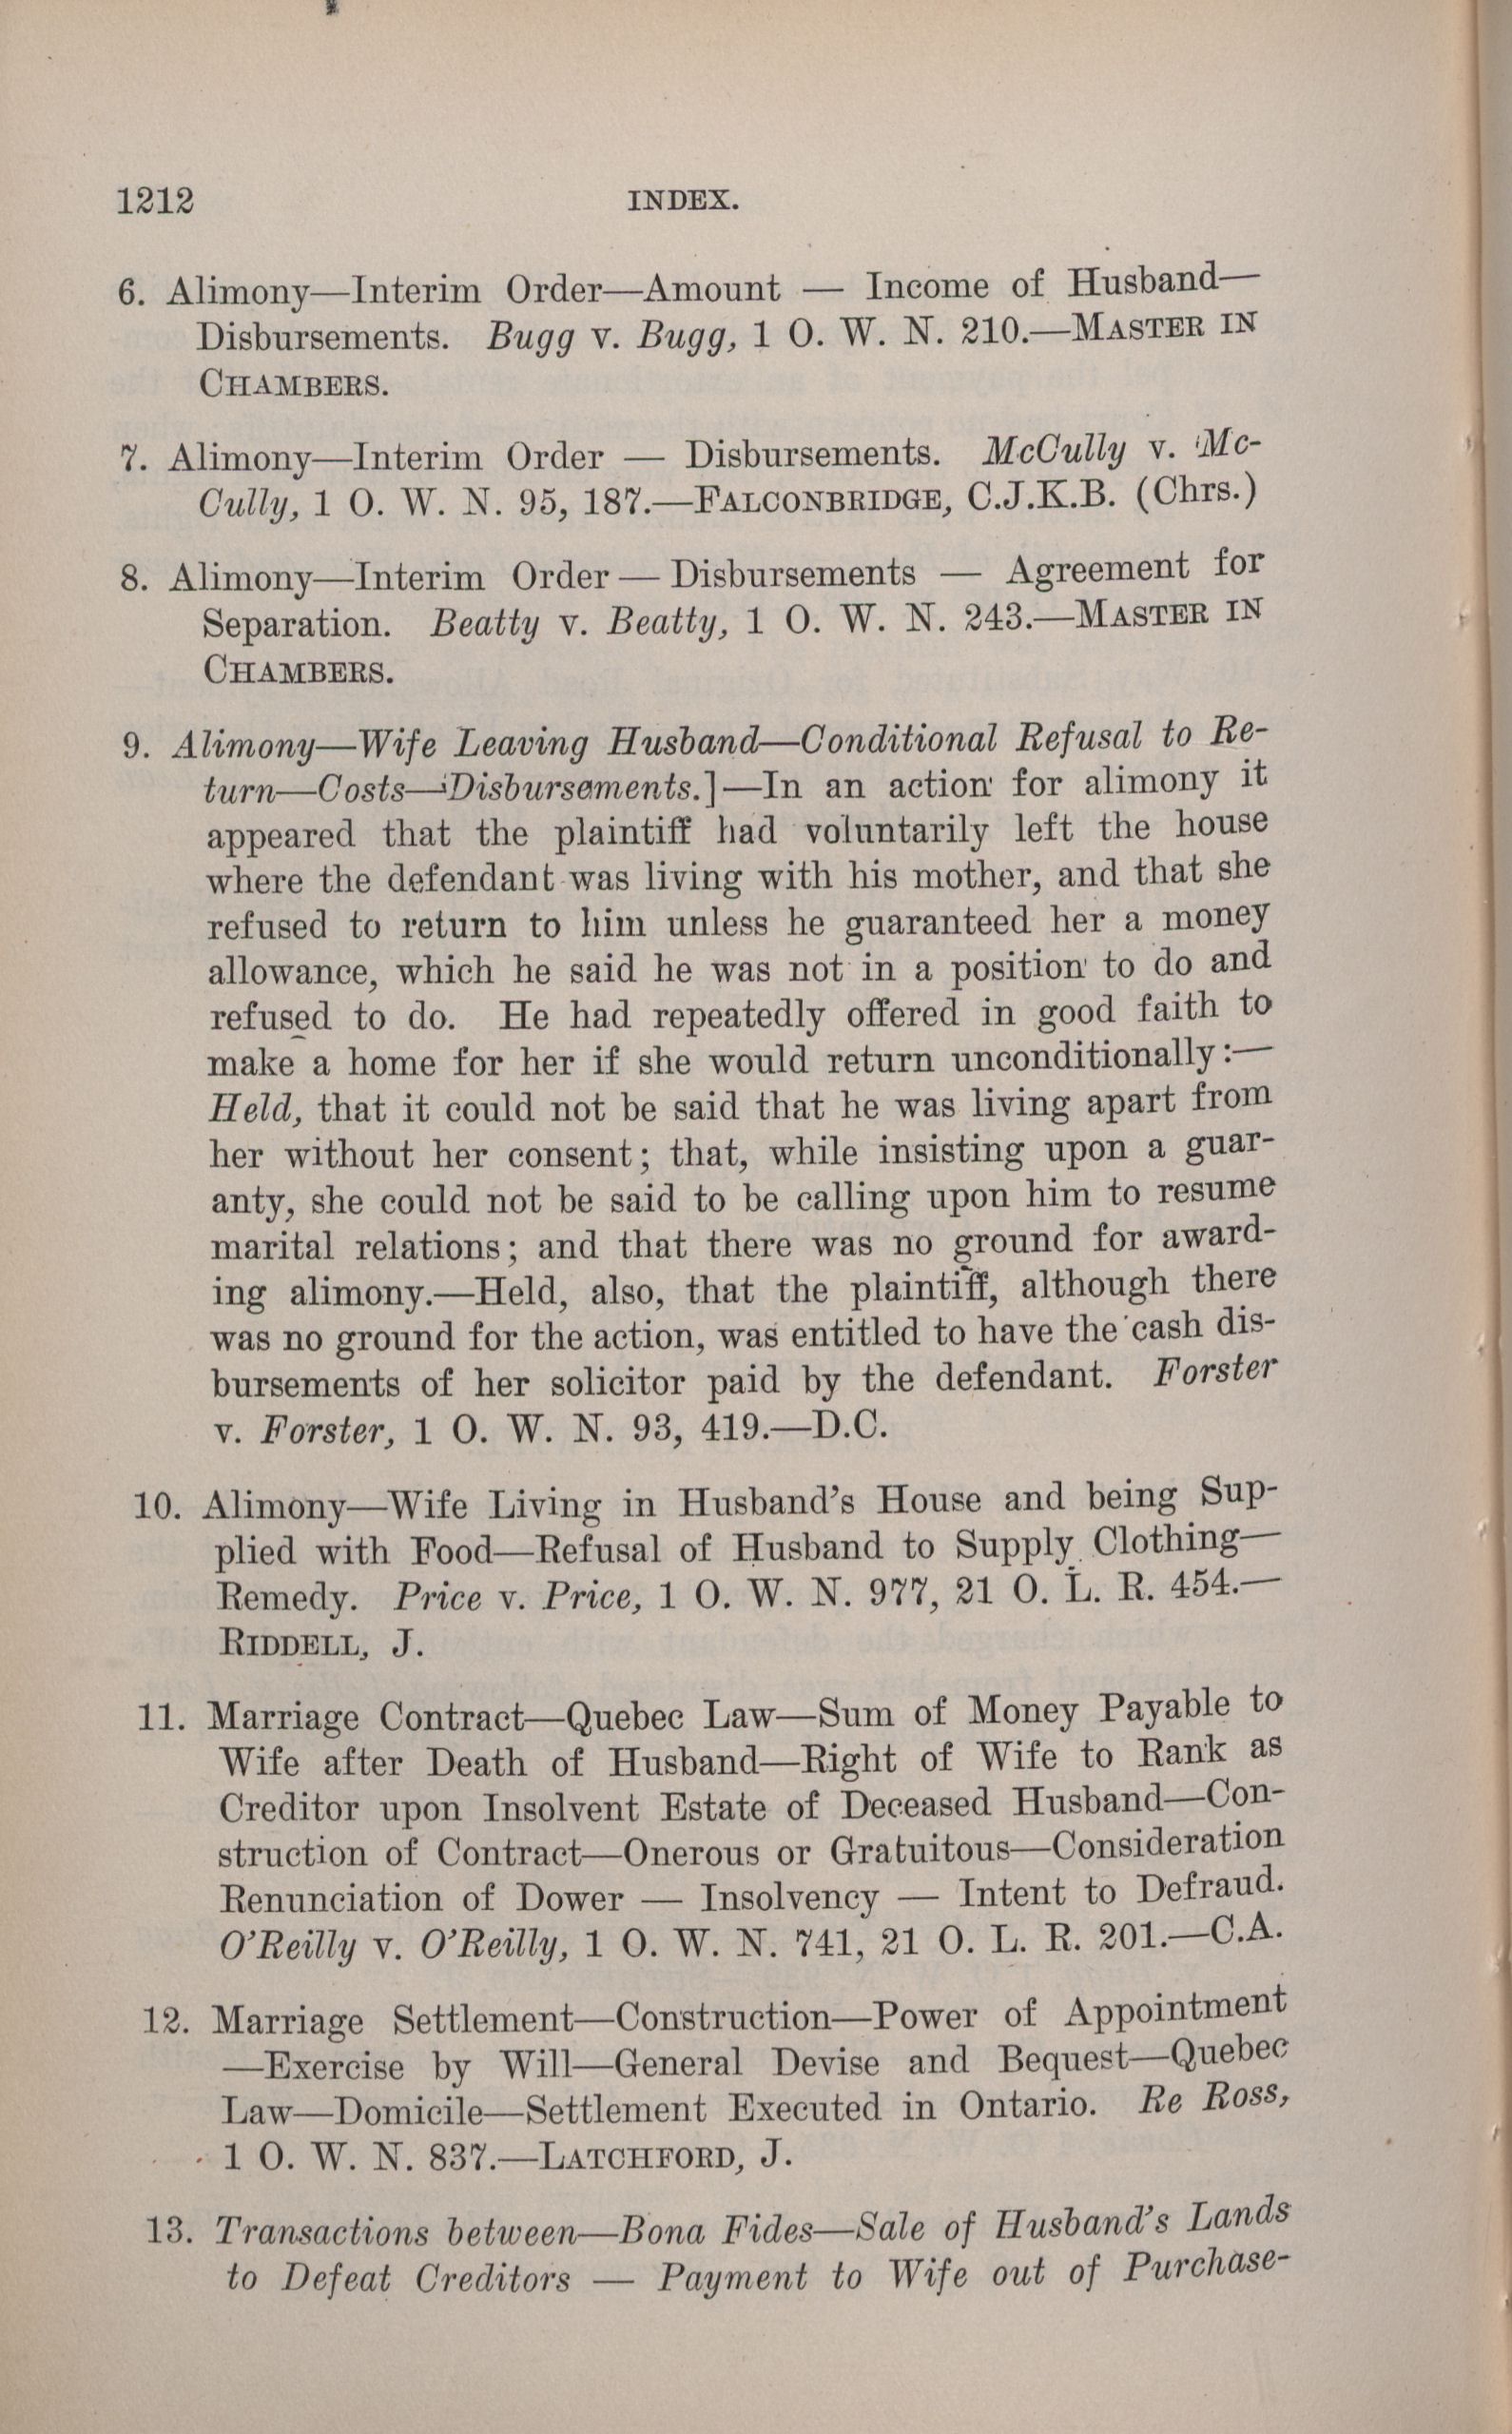 1212 INDEX.
6. Alimony—Interim Order—Amount — Income of Husband—
Disbursements. Bugg v. Bugg, 1 O. W. N. 210.—MASTER IN
CHAMBERS.
7. Alimony—Interim Order — Disbursements. McCully v. Mc-
Cully, 1 O. W. N. 95, 187.—FALCONBRIDGE, C.J.K.B. (Chrs.)
8. Alimony—Interim Order — Disbursements — Agreement for
Separation. Beatty v. Beatty, 1 O. W. N. 243.—MASTER IN
CHAMBERS.
9. Alimony—Wife Leaving Husband—Conditional Refusal to Re-
turn—Costs—Disbursements.]—In an action for alimony it
appeared that the plaintiff had voluntarily left the house
where the defendant was living with his mother, and that she
refused to return to him unless he guaranteed her a money
allowance, which he said he was not in a position to do and
refused to do. He had repeatedly offered in good faith to
make a home for her if she would return unconditionally:—
Held, that it could not be said that he was living apart from
her without her consent; that, while insisting upon a guar-
anty, she could not be said to be calling upon him to resume
marital relations; and that there was no ground for award-
ing alimony.—Held, also, that the plaintiff, although there
was no ground for the action, was entitled to have the cash dis-
bursements of her solicitor paid by the defendant. Forster
v. Forster, 1 O. W. N. 93, 419.—D.C.
10. Alimony—Wife Living in Husband's House and being Sup-
plied with Food—Refusal of Husband to Supply Clothing—
Remedy. Price v. Price, 1 O. W. N. 977, 21 O. L. R. 454.—
RIDDELL, J.
11. Marriage Contract—Quebec Law—Sum of Money Payable to
Wife after Death of Husband—Right of Wife to Rank as
Creditor upon Insolvent Estate of Deceased Husband—Con-
struction of Contract—Onerous or Gratuitous—Consideration
Renunciation of Dower — Insolvency — Intent to Defraud.
O'Reilly v. O'Reilly, 1 O. W. N. 741, 21 O. L. R. 201.—C.A.
12. Marriage Settlement—Construction—Power of Appointment
—Exercise by Will—General Devise and Bequest—Quebec
Law—Domicile—Settlement Executed in Ontario. Re Ross,
1 O. W. N. 837.—LATCHFORD, J.
13. Transactions between—Bona Fides—Sale of Husband's Lands
to Defeat Creditors — Payment to Wife out of Purchase-